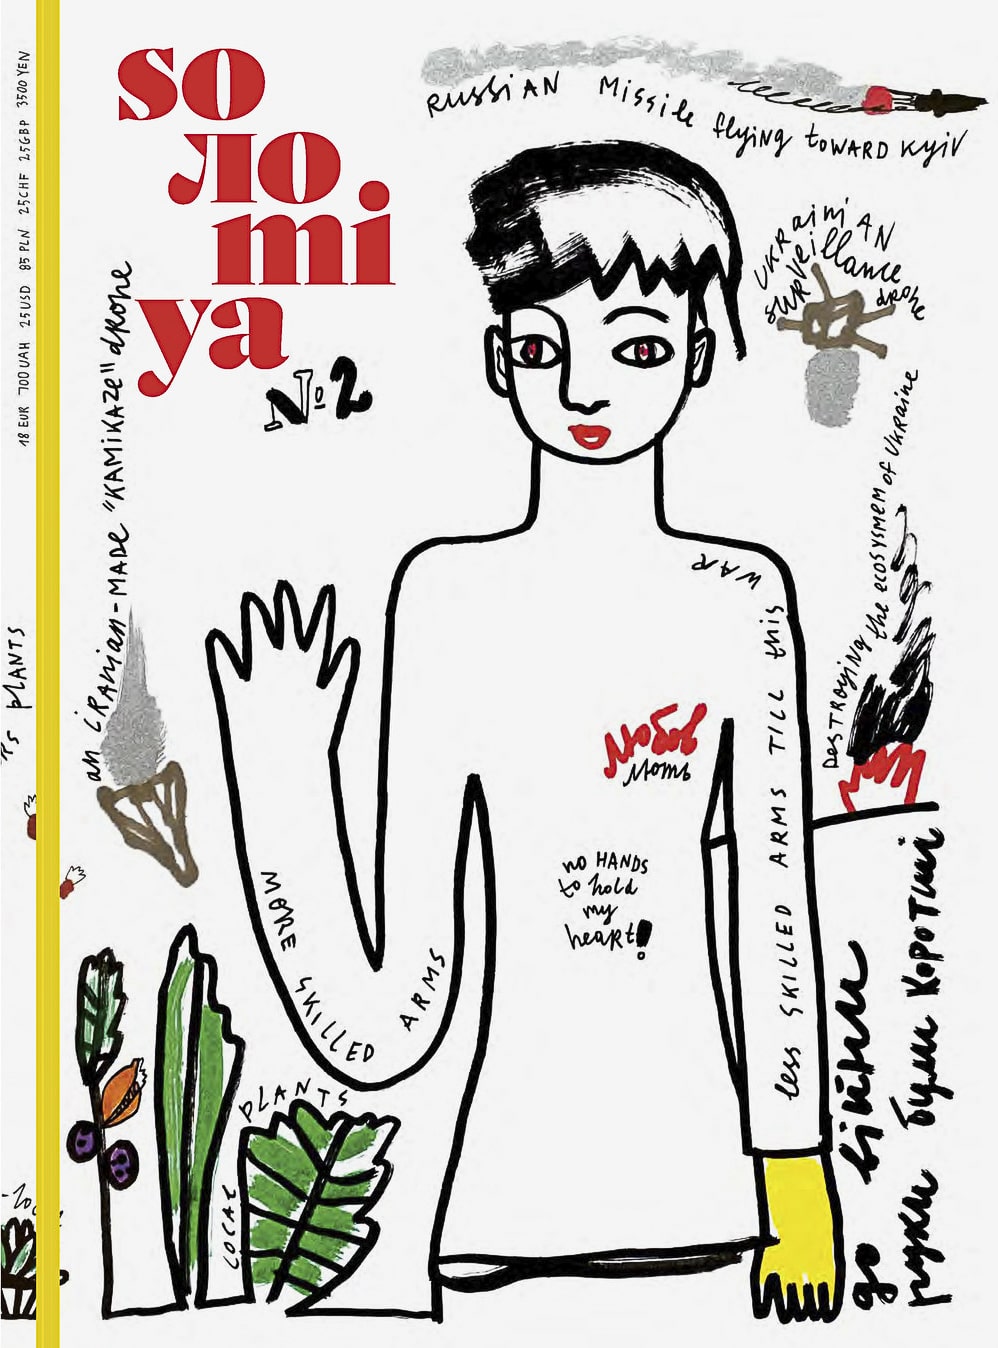 18 EUR 700 UAH 25 USD 85 PLN 25 CHF 25 GBP 3500 YEN
so
ло
mi
ya
№2
RUSSIAN Missile flying toWARD kyiv
UKRainiAN
suRveillance
dRone
an iRanian-MADE "KAMiKAZE" dRone
DesTROying the ecosysmem of UKRaine
WAR
less SKILLED ARMS TILL this
любов
мать
no HANDS
to hold
my
heart!
MORE SKILLED ARMS
PLANTS
LOCAL
до війни
руки були короткші
PLANTS